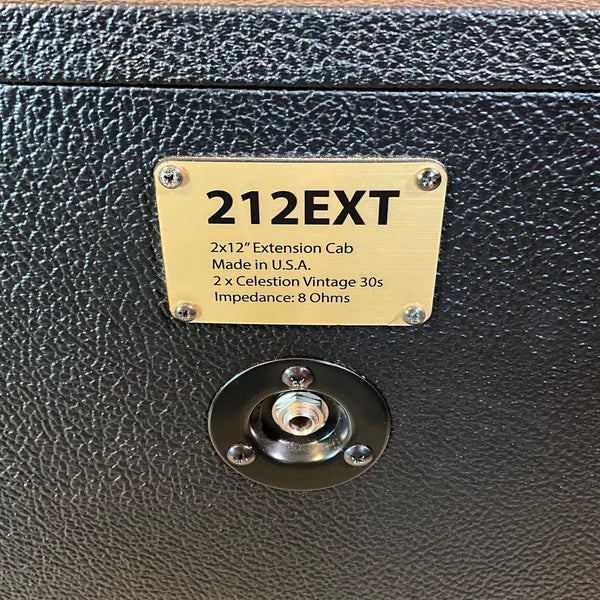 212EXT
2x12” Extension Cab
Made in U.S.A.
2 x Celestion Vintage 30s
Impedance: 8 Ohms